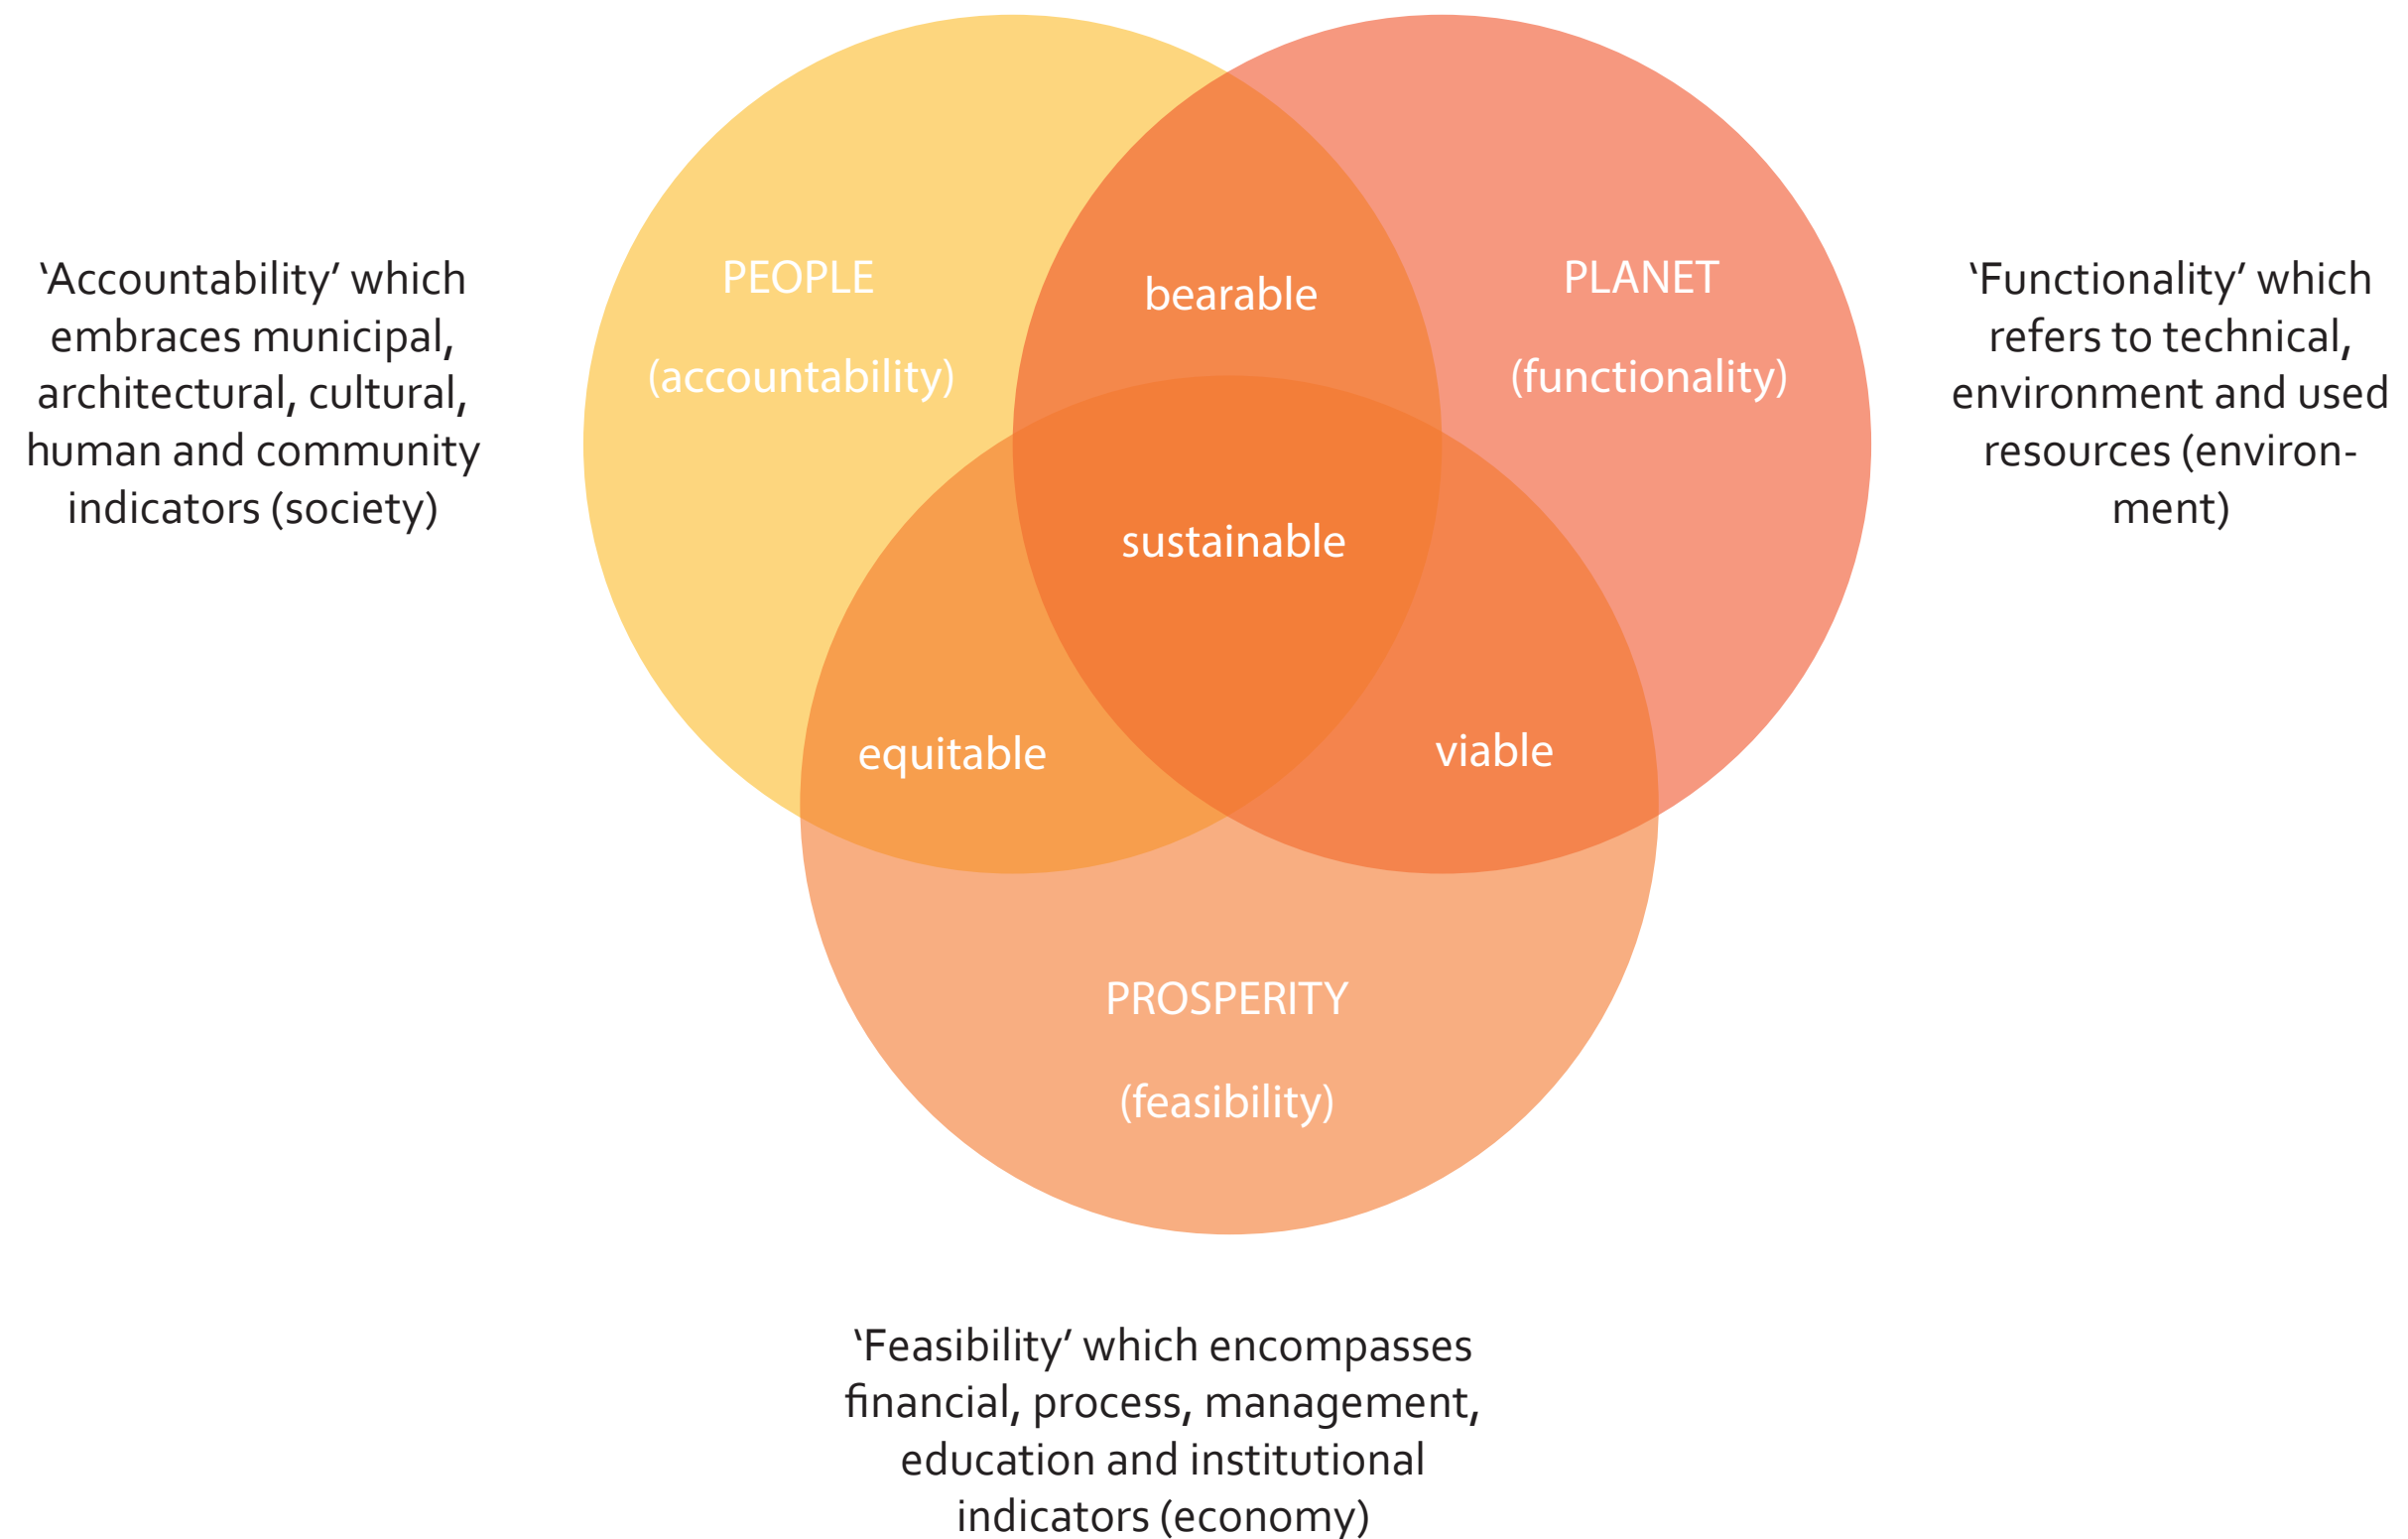 PEOPLE
(accountability)
bearable
PLANET
(functionality)
‘Accountability’ which
embraces municipal,
architectural, cultural,
human and community
indicators (society)
‘Functionality’ which
refers to technical,
environment and used
resources (environ-
ment)
sustainable
equitable
viable
PROSPERITY
(feasibility)
‘Feasibility’ which encompasses
financial, process, management,
education and institutional
indicators (economy)